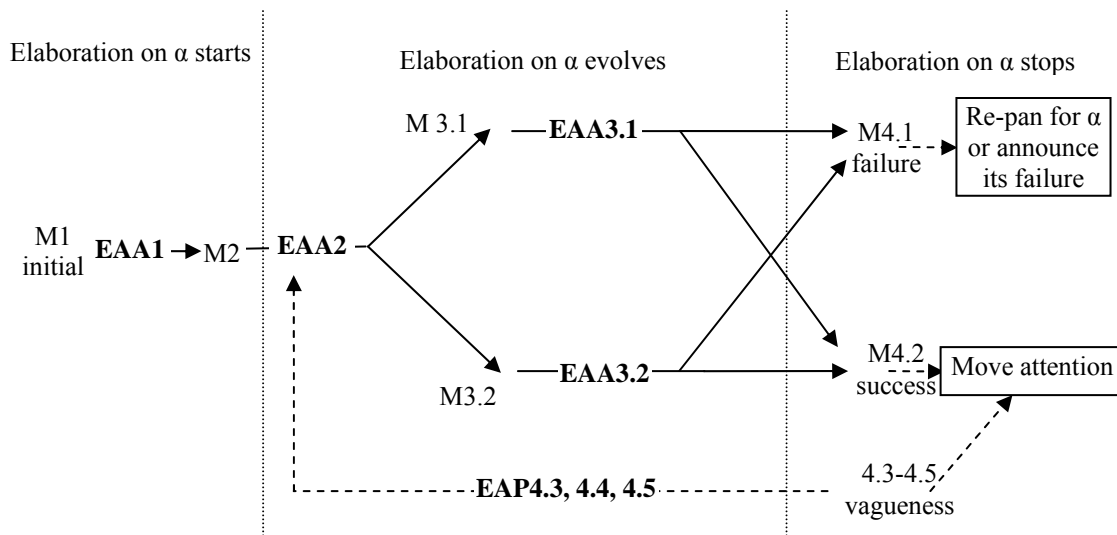 Elaboration on α starts
Elaboration on α evolves
Elaboration on α stops
M 3.1
EAA3.1
M4.1
failure
Re-pan for α
or announce
its failure
M1
initial
EAA1
M2
EAA2
M3.2
EAA3.2
M4.2
success
Move attention
EAP4.3, 4.4, 4.5
4.3-4.5
vagueness